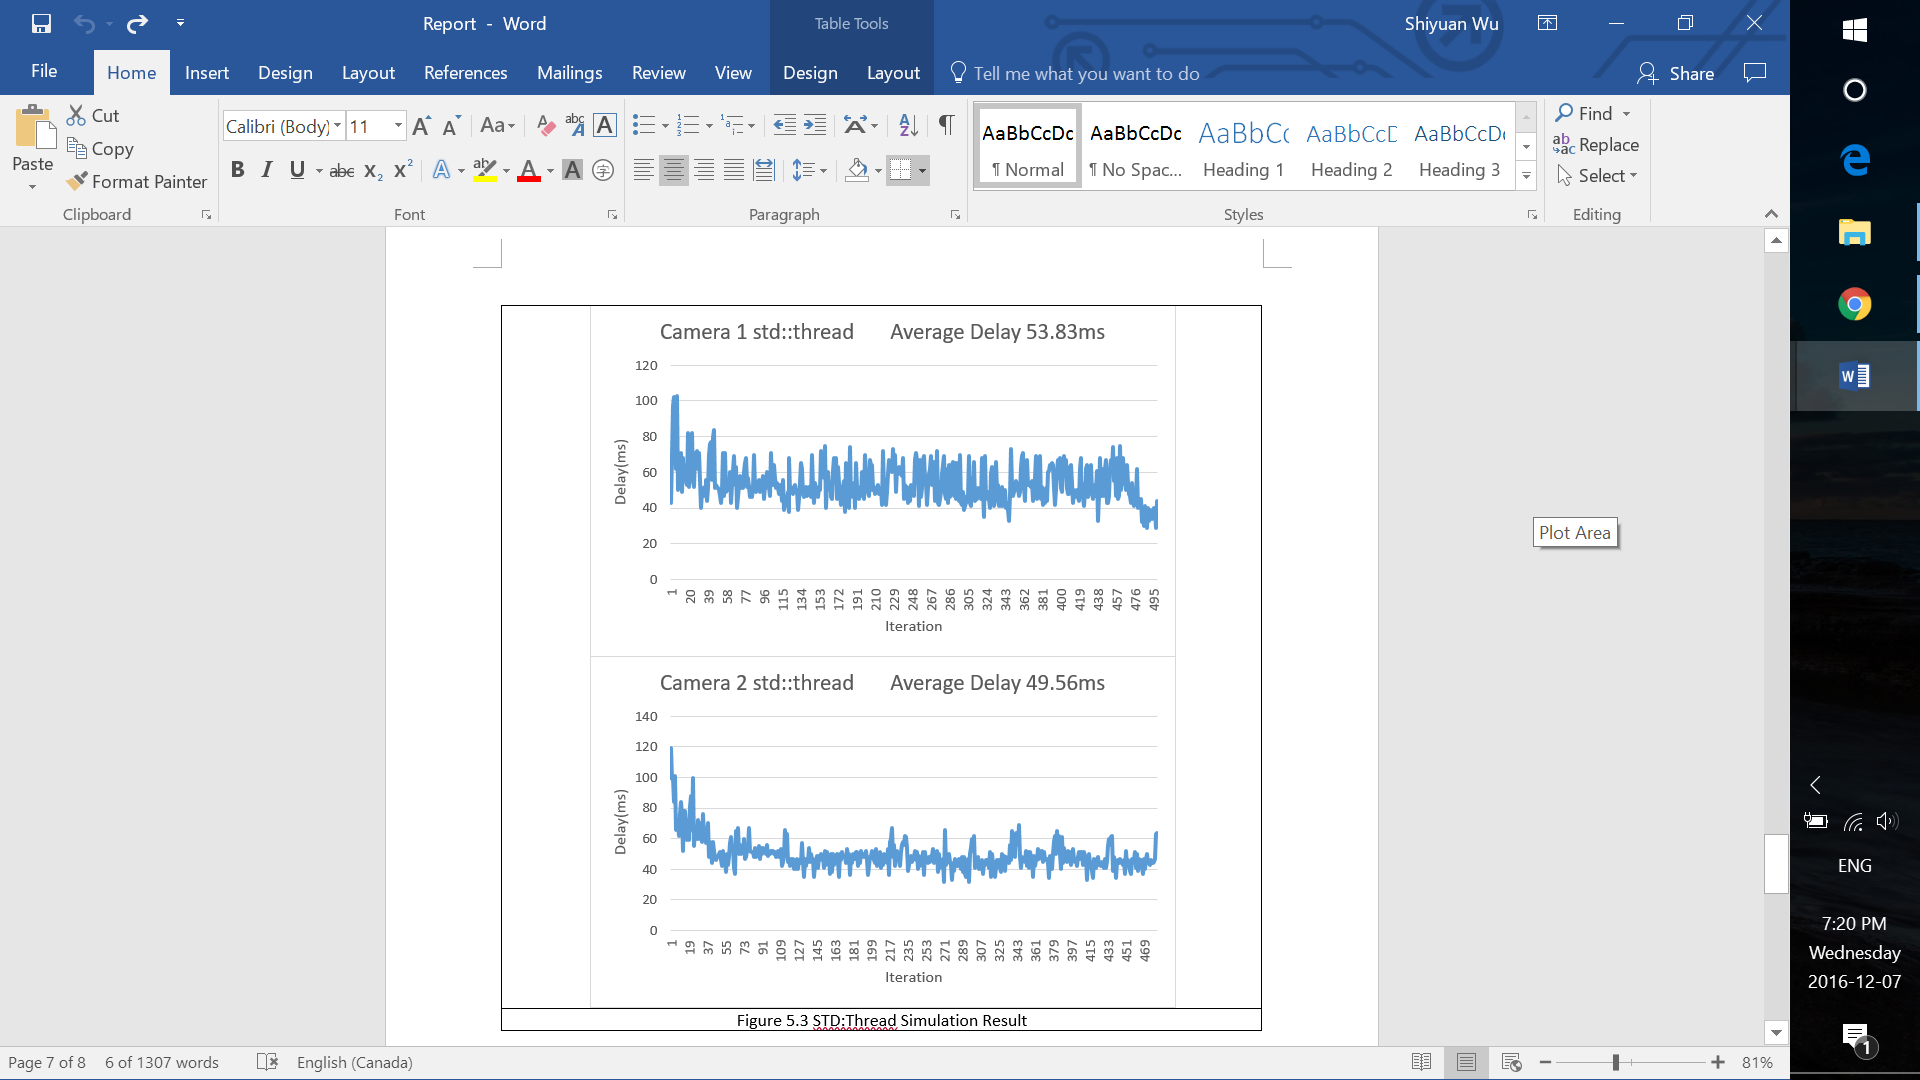 Report - Word
Table Tools
Shiyuan Wu
File
Home
Insert
Design
Layout
References
Mailings
Review
View
Design
Layout
Tell me what you want to do
Share
Paste
Cut
Copy
Format Painter
Clipboard
Calibri (Body)
11
Font
Paragraph
AaBbCcDc
¶ Normal
AaBbCcDc
¶ No Spac...
AaBbCc
Heading 1
AaBbCcD
Heading 2
AaBbCcDc
Heading 3
Styles
Find
Replace
Select
Editing
Camera 1 std::thread Average Delay 53.83ms
120
100
80
60
40
20
0
Delay(ms)
1 20 39 58 77 96 115 134 153 172 191 210 229 248 267 286 305 324 343 362 381 400 419 438 457 476 495
Iteration
Plot Area
Camera 2 std::thread Average Delay 49.56ms
140
120
100
80
60
40
20
0
Delay(ms)
1 19 37 55 73 91 109 127 145 163 181 199 217 235 253 271 289 307 325 343 361 379 397 415 433 451 469
Iteration
Figure 5.3 STD:Thread Simulation Result
Page 7 of 8
6 of 1307 words
English (Canada)
81%
ENG
7:20 PM
Wednesday
2016-12-07
1